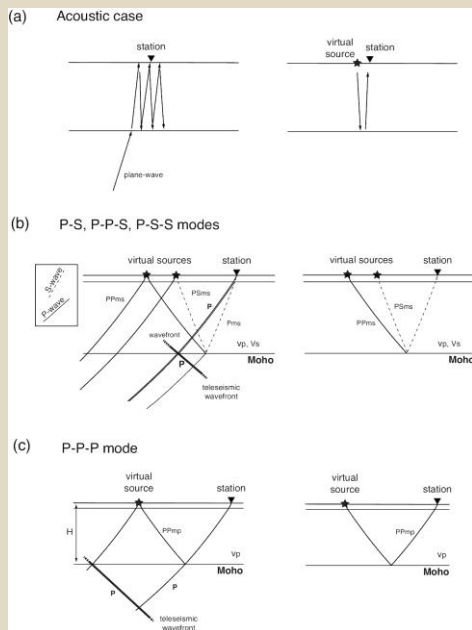 (a) Acoustic case
station
virtual source
station
plane-wave
(b) P-S, P-P-S, P-S-S modes
S-wave
P-wave
virtual sources
station
PPms
PSms
P
Pms
wavefront
vp, Vs
Moho
P
teleseismic wavefront
virtual sources
station
PPms
PSms
vp, Vs
Moho
(c) P-P-P mode
virtual source
station
H
PPmp
vp
Moho
P
P
teleseismic wavefront
virtual source
station
PPmp
vp
Moho